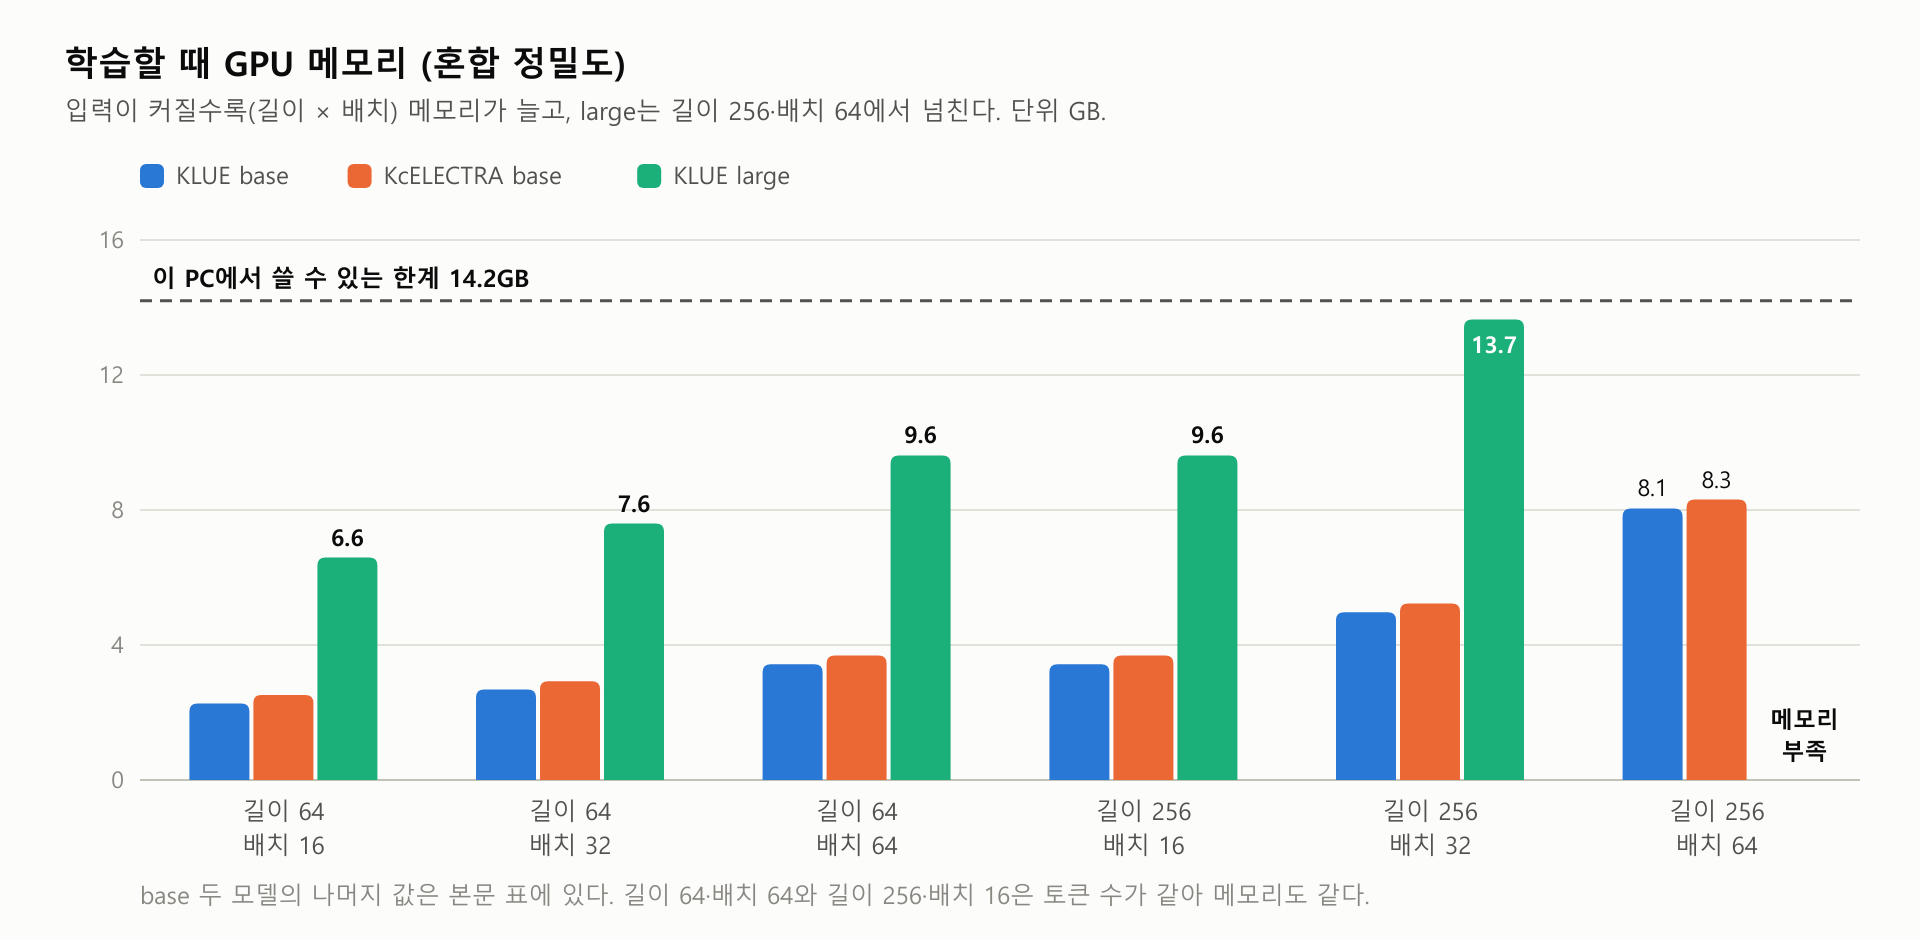 학습할 때 GPU 메모리 (혼합 정밀도)
입력이 커질수록(길이 × 배치) 메모리가 늘고, large는 길이 256·배치 64에서 넘친다. 단위 GB.
KLUE base
KcELECTRA base
KLUE large
16
이 PC에서 쓸 수 있는 한계 14.2GB
12
8
4
0
6.6
7.6
9.6
9.6
13.7
8.1
8.3
메모리
부족
길이 64
배치 16
길이 64
배치 32
길이 64
배치 64
길이 256
배치 16
길이 256
배치 32
길이 256
배치 64
base 두 모델의 나머지 값은 본문 표에 있다. 길이 64·배치 64와 길이 256·배치 16은 토큰 수가 같아 메모리도 같다.